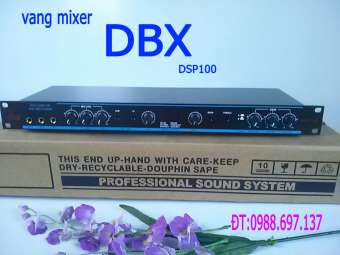 vang mixer
DBX
DSP100
THIS END UP-HAND WITH CARE-KEEP
DRY-RECYCLABLE-DOUPHIN SAPE
10
PROFESSIONAL SOUND SYSTEM
ĐT:0988.697.137